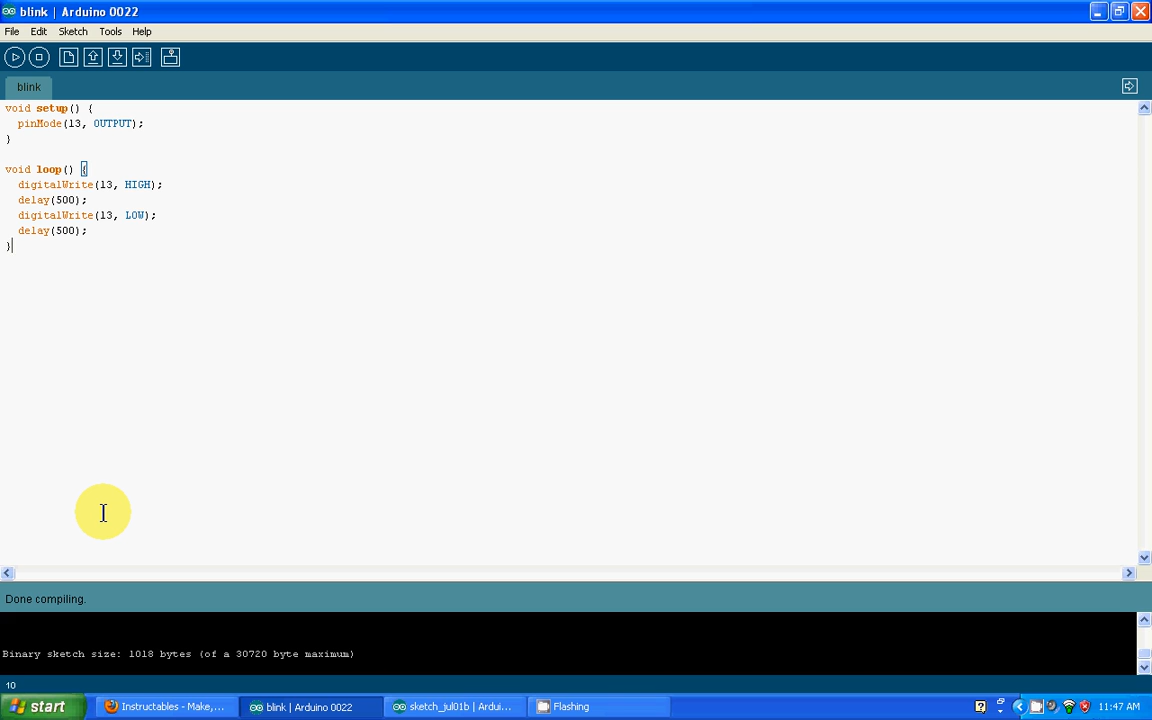 blink | Arduino 0022
File Edit Sketch Tools Help
blink
void setup() {
  pinMode(13, OUTPUT);
}
void loop() {
  digitalWrite(13, HIGH);
  delay(500);
  digitalWrite(13, LOW);
  delay(500);
}
Done compiling.
Binary sketch size: 1018 bytes (of a 30720 byte maximum)
10
start Instructables - Make,... blink | Arduino 0022 sketch_jul01b | Ardui... Flashing 11:47 AM